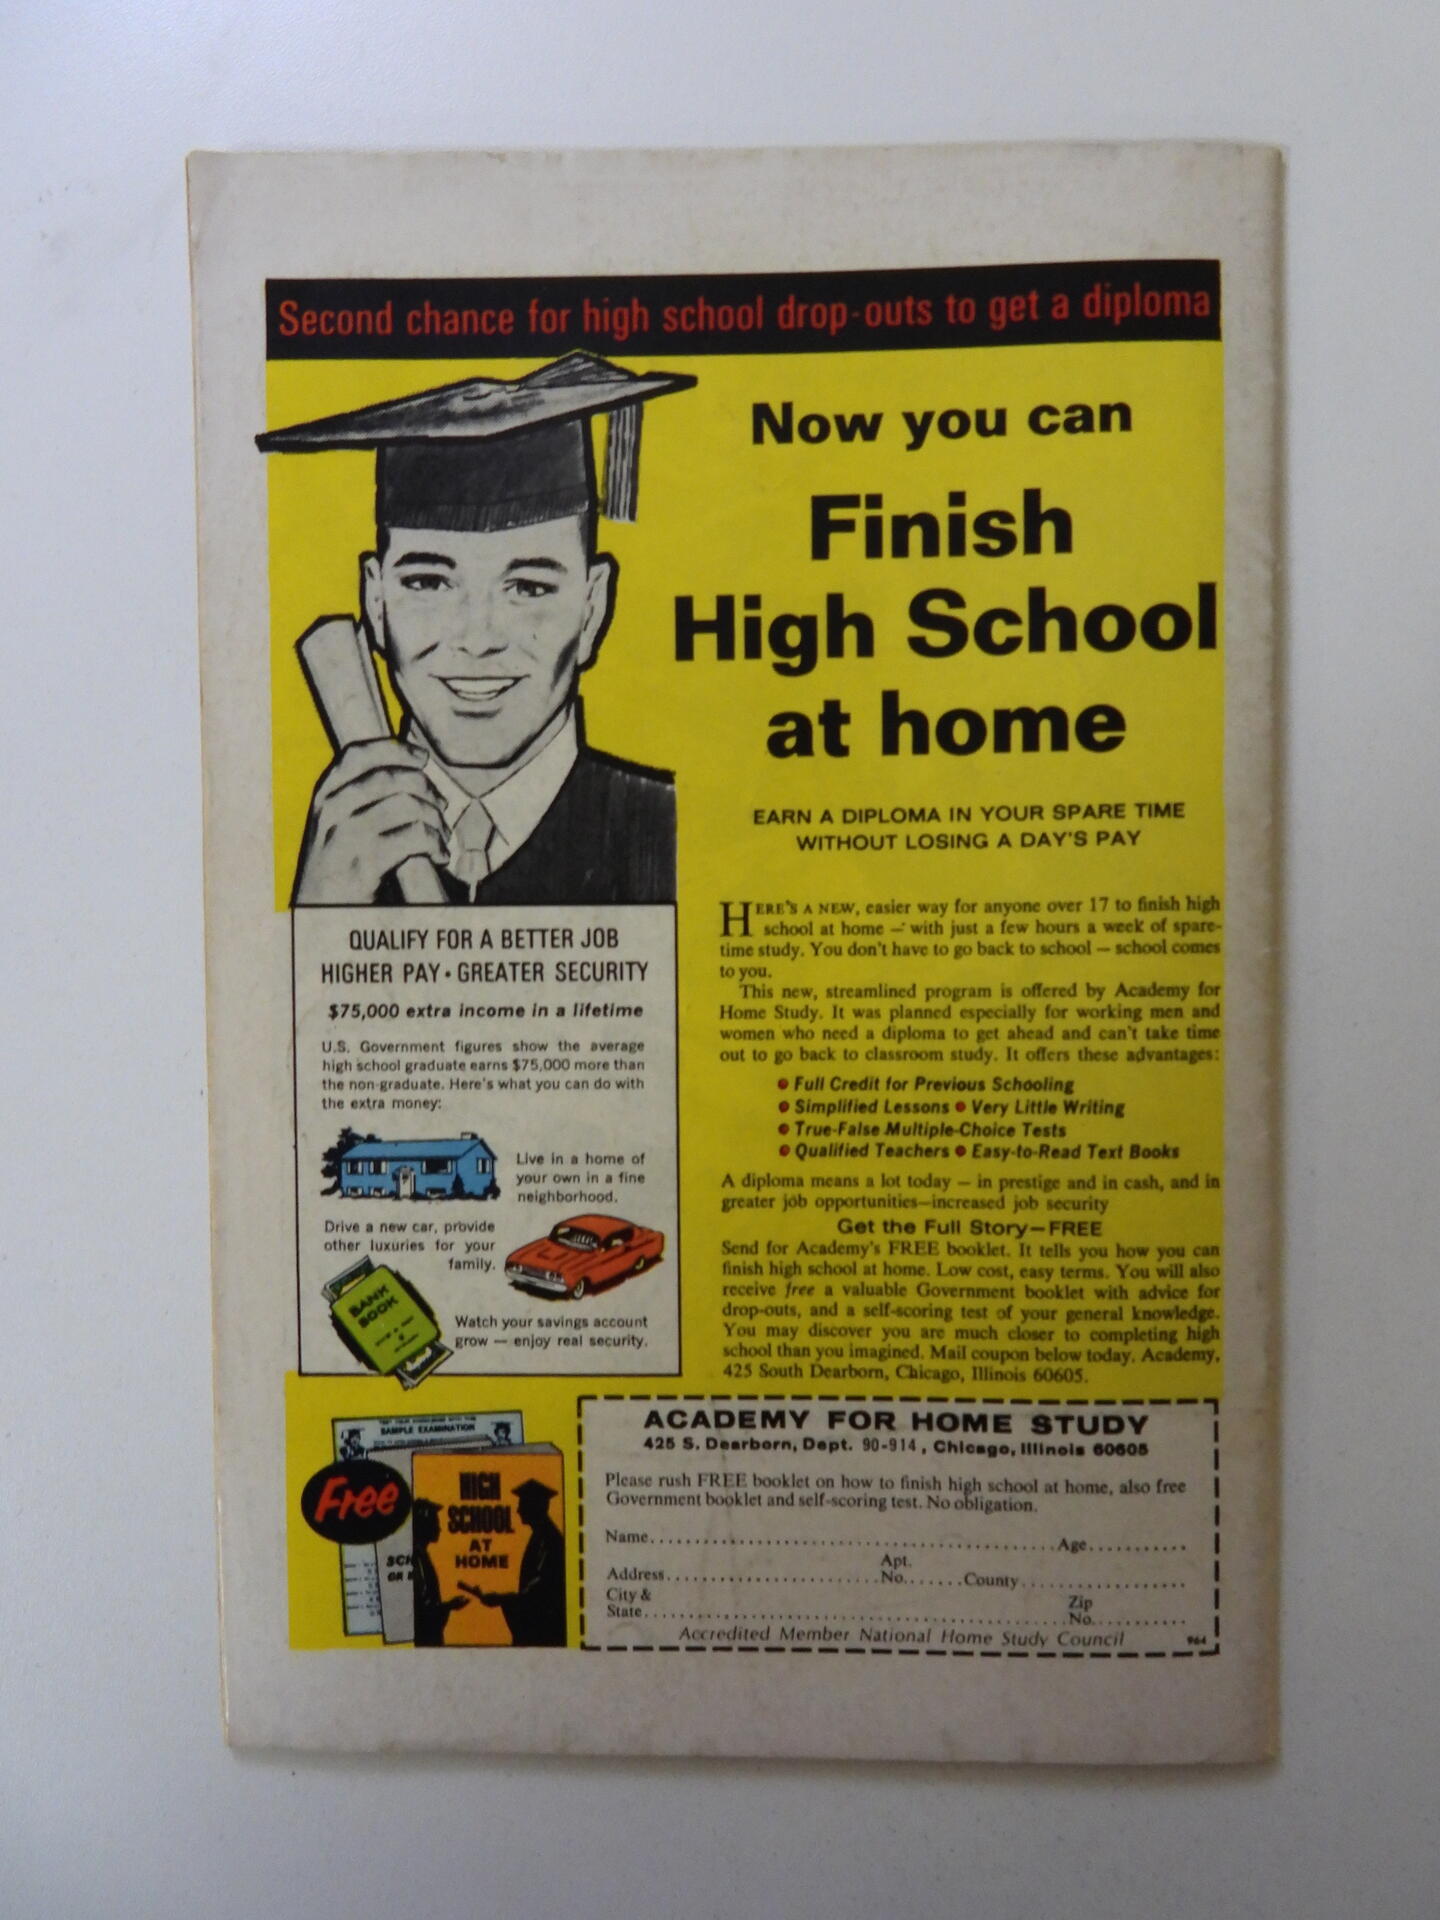 Second chance for high school drop-outs to get a diploma
Now you can
Finish
High School
at home
EARN A DIPLOMA IN YOUR SPARE TIME
WITHOUT LOSING A DAY'S PAY
HERE'S A NEW, easier way for anyone over 17 to finish high
school at home — with just a few hours a week of spare-
time study. You don't have to go back to school — school comes
to you.
This new, streamlined program is offered by Academy for
Home Study. It was planned especially for working men and
women who need a diploma to get ahead and can't take time
out to go back to classroom study. It offers these advantages:
• Full Credit for Previous Schooling
• Simplified Lessons • Very Little Writing
• True-False Multiple-Choice Tests
• Qualified Teachers • Easy-to-Read Text Books
A diploma means a lot today — in prestige and in cash, and in
greater job opportunities—increased job security
Get the Full Story—FREE
Send for Academy's FREE booklet. It tells you how you can
finish high school at home. Low cost, easy terms. You will also
receive free a valuable Government booklet with advice for
drop-outs, and a self-scoring test of your general knowledge.
You may discover you are much closer to completing high
school than you imagined. Mail coupon below today. Academy,
425 South Dearborn, Chicago, Illinois 60605.
QUALIFY FOR A BETTER JOB
HIGHER PAY • GREATER SECURITY
$75,000 extra income in a lifetime
U.S. Government figures show the average
high school graduate earns $75,000 more than
the non-graduate. Here's what you can do with
the extra money:
Live in a home of
your own in a fine
neighborhood.
Drive a new car, provide
other luxuries for your
family.
BANK
BOOK
Watch your savings account
grow — enjoy real security.
SAMPLE EXAMINATION
Free
HIGH
SCHOOL
AT
HOME
SCH
OR
ACADEMY FOR HOME STUDY
425 S. Dearborn, Dept. 90-914, Chicago, Illinois 60605
Please rush FREE booklet on how to finish high school at home, also free
Government booklet and self-scoring test. No obligation.
Name Age
Apt.
Address No. County
City & Zip
State No.
Accredited Member National Home Study Council 964